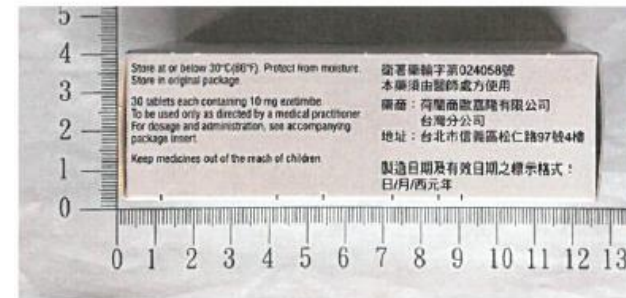 Store at or below 30°C(86°F). Protect from moisture.
Store in original package.
30 tablets each containing 10 mg ezetimibe.
To be used only as directed by a medical practitioner.
For dosage and administration, see accompanying
package insert.
Keep medicines out of the reach of children.
衛署藥輸字第024058號
本藥須由醫師處方使用
藥商：荷蘭商歐嘉隆有限公司
台灣分公司
地址：台北市信義區松仁路97號4樓
製造日期及有效日期之標示格式：
日/月/西元年
5
4
3
2
1
0
0 1 2 3 4 5 6 7 8 9 10 11 12 13